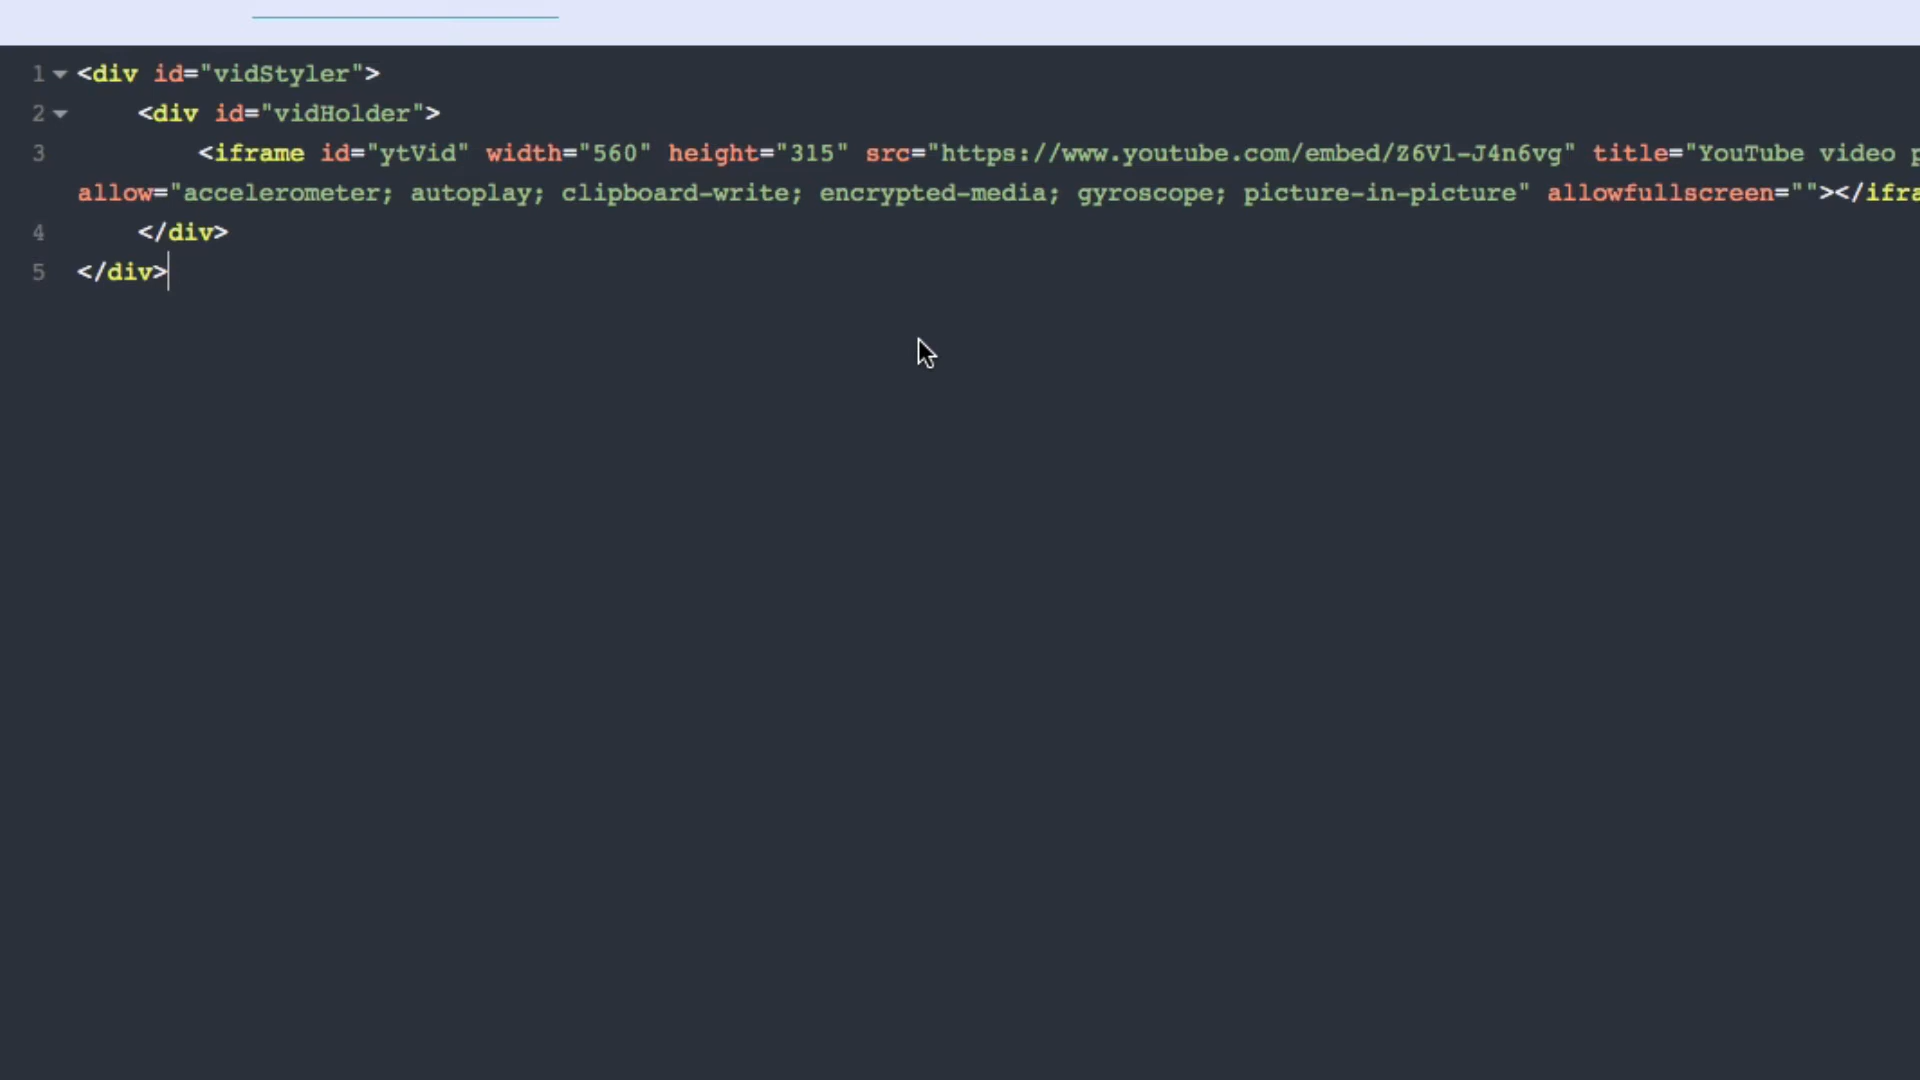 1 <div id="vidStyler">
2 <div id="vidHolder">
3 <iframe id="ytVid" width="560" height="315" src="https://www.youtube.com/embed/Z6Vl-J4n6vg" title="YouTube video
allow="accelerometer; autoplay; clipboard-write; encrypted-media; gyroscope; picture-in-picture" allowfullscreen=""></ifra
4 </div>
5 </div>